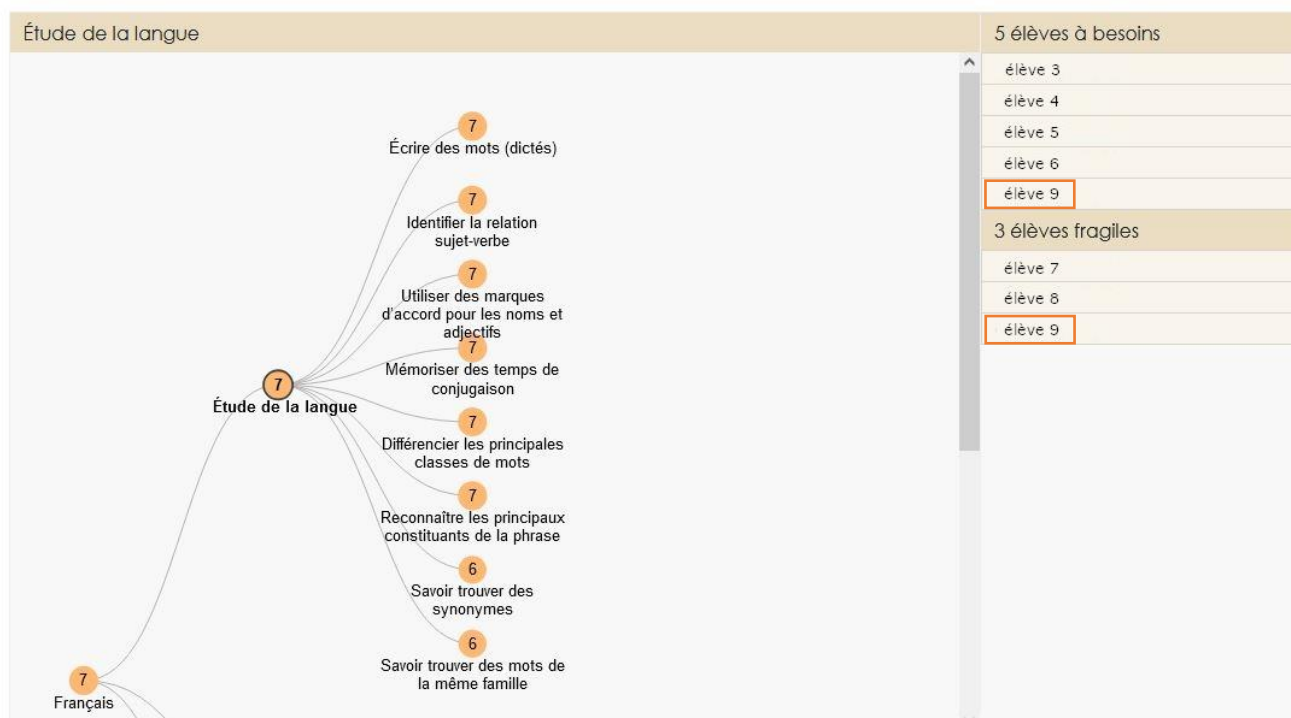 Étude de la langue
7
Écrire des mots (dictés)
7
Identifier la relation
sujet-verbe
7
Utiliser des marques
d'accord pour les noms et
adjectifs
7
Mémoriser des temps de
conjugaison
7
Étude de la langue
7
Différencier les principales
classes de mots
7
Reconnaître les principaux
constituants de la phrase
6
Savoir trouver des
synonymes
6
Savoir trouver des mots de
la même famille
7
Français
5 élèves à besoins
élève 3
élève 4
élève 5
élève 6
élève 9
3 élèves fragiles
élève 7
élève 8
élève 9